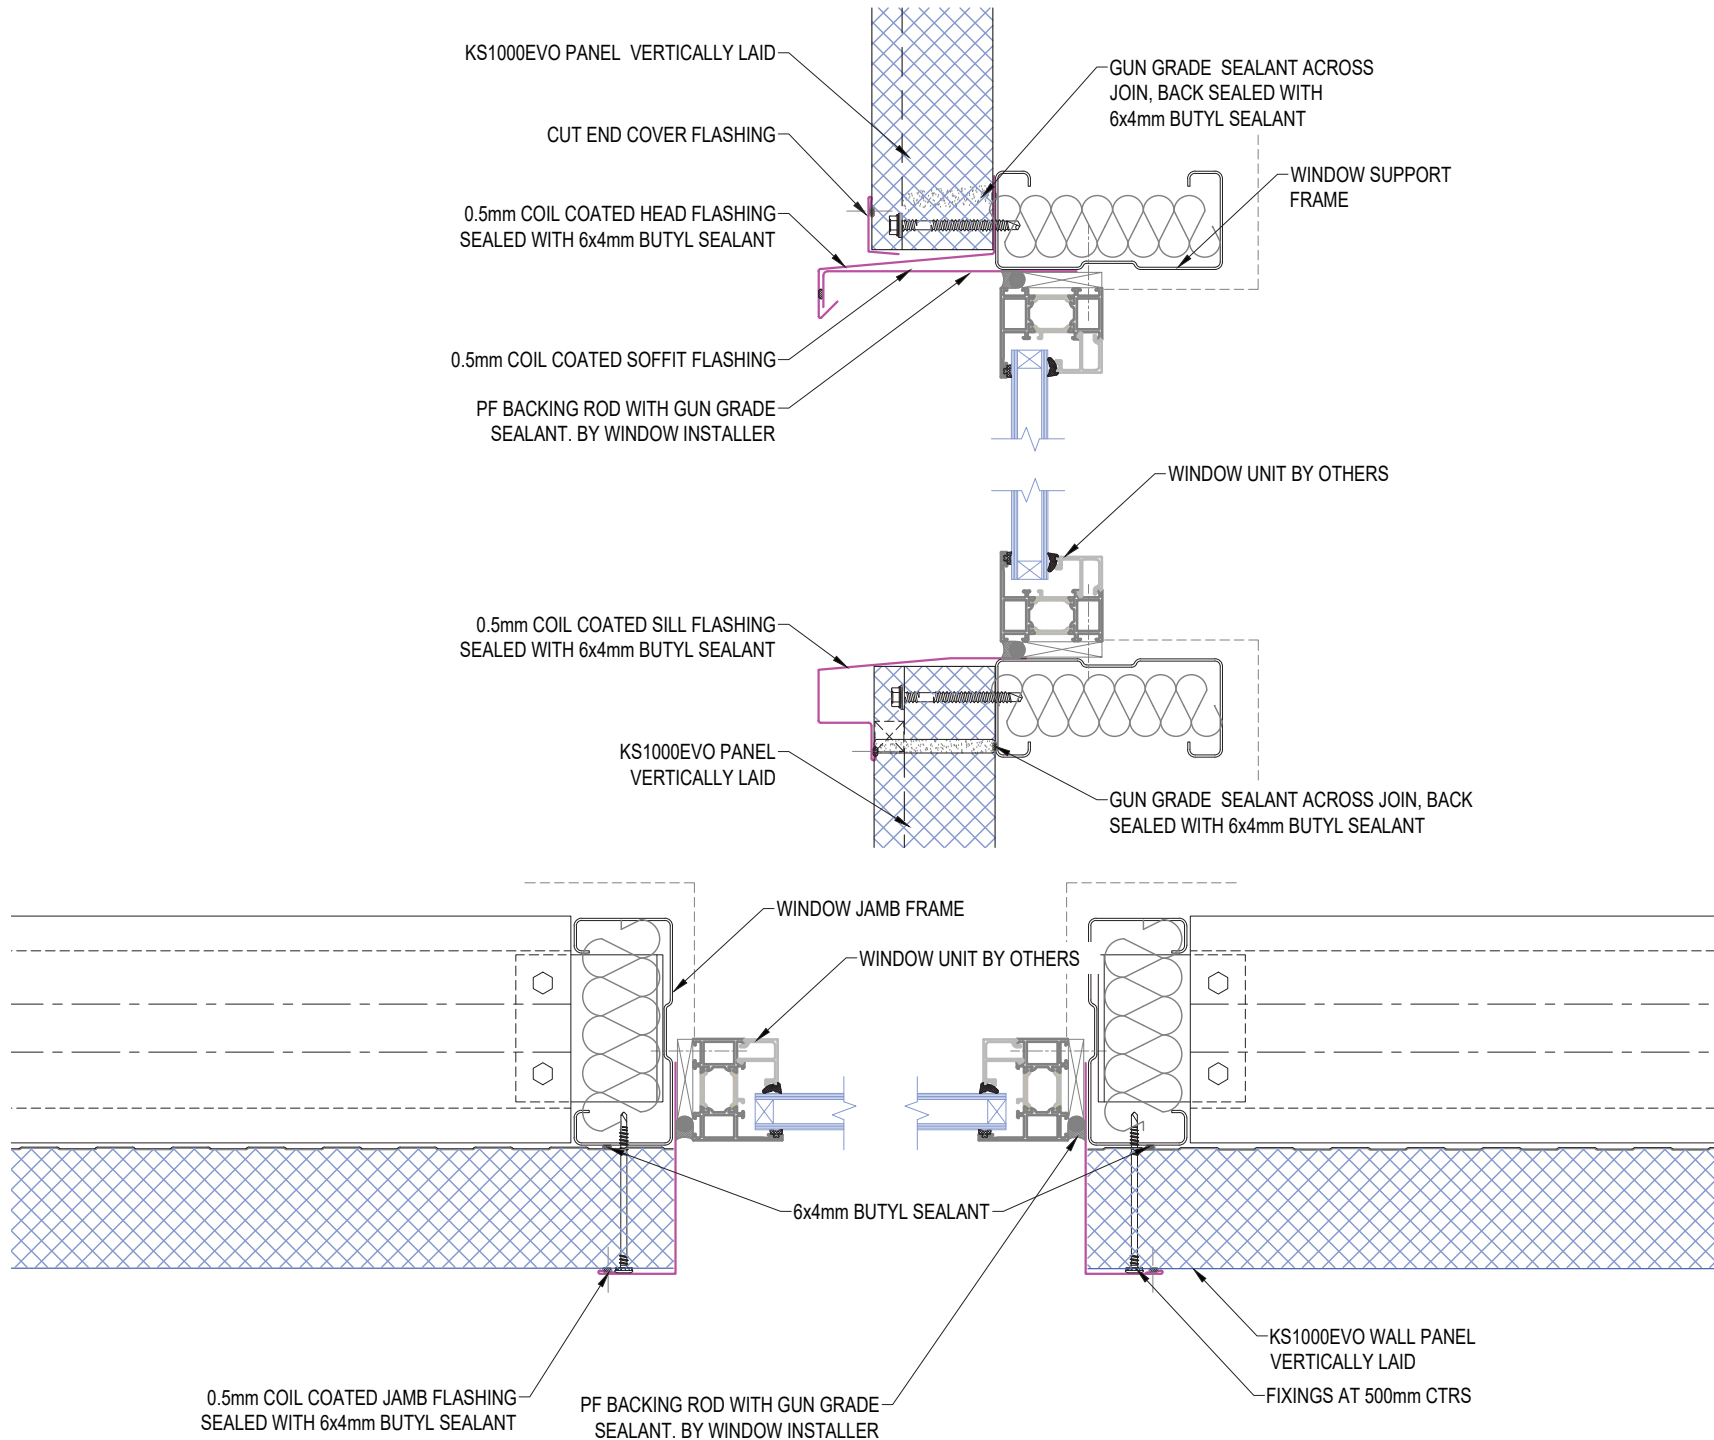 KS1000EVO PANEL VERTICALLY LAID
GUN GRADE SEALANT ACROSS
JOIN, BACK SEALED WITH
6x4mm BUTYL SEALANT
CUT END COVER FLASHING
WINDOW SUPPORT
FRAME
0.5mm COIL COATED HEAD FLASHING
SEALED WITH 6x4mm BUTYL SEALANT
0.5mm COIL COATED SOFFIT FLASHING
PF BACKING ROD WITH GUN GRADE
SEALANT. BY WINDOW INSTALLER
WINDOW UNIT BY OTHERS
0.5mm COIL COATED SILL FLASHING
SEALED WITH 6x4mm BUTYL SEALANT
KS1000EVO PANEL
VERTICALLY LAID
GUN GRADE SEALANT ACROSS JOIN, BACK
SEALED WITH 6x4mm BUTYL SEALANT
WINDOW JAMB FRAME
WINDOW UNIT BY OTHERS
6x4mm BUTYL SEALANT
KS1000EVO WALL PANEL
VERTICALLY LAID
FIXINGS AT 500mm CTRS
0.5mm COIL COATED JAMB FLASHING
SEALED WITH 6x4mm BUTYL SEALANT
PF BACKING ROD WITH GUN GRADE
SEALANT. BY WINDOW INSTALLER